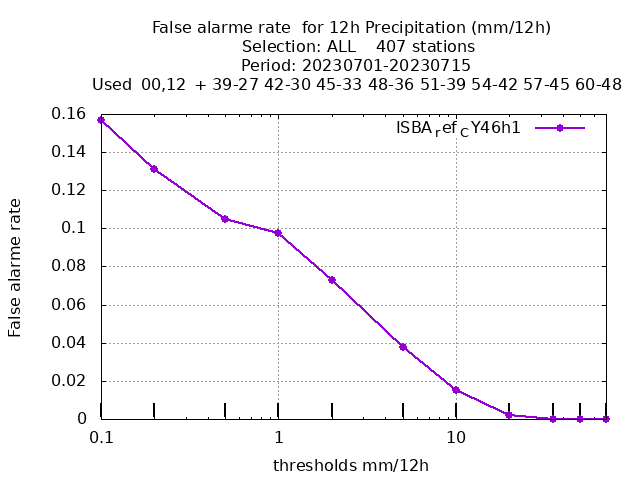 False alarme rate  for 12h Precipitation (mm/12h)
Selection: ALL    407 stations
Period: 20230701-20230715
Used  00,12  + 39-27 42-30 45-33 48-36 51-39 54-42 57-45 60-48
ISBA_ref_CY46h1
0.16
0.14
0.12
0.1
0.08
0.06
0.04
0.02
0
False alarme rate
0.1
1
10
thresholds mm/12h